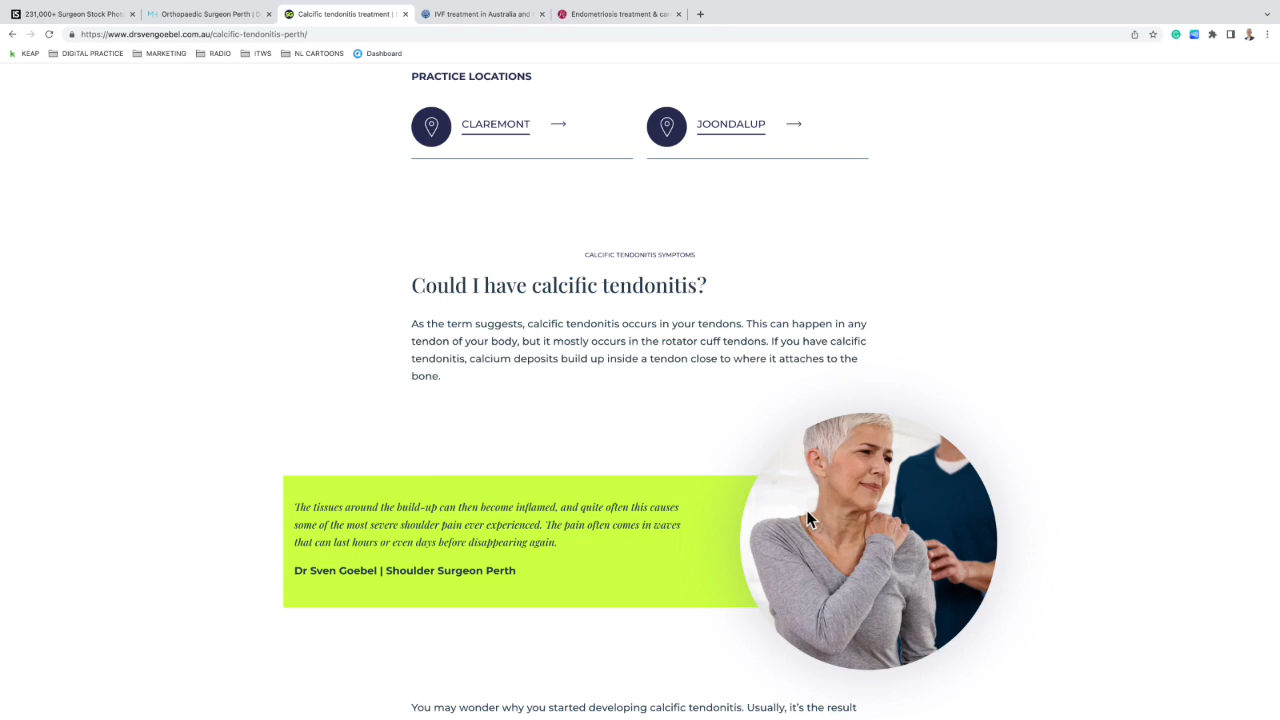 231,000+ Surgeon Stock Phot
Orthopaedic Surgeon Perth | D
Calcific tendonitis treatment |
IVF treatment in Australia and
Endometriosis treatment & ca
https://www.drsvengoebel.com.au/calcific-tendonitis-perth/
KEAP
DIGITAL PRACTICE
MARKETING
RADIO
ITWS
NL CARTOONS
Dashboard
PRACTICE LOCATIONS
CLAREMONT
JOONDALUP
CALCIFIC TENDONITIS SYMPTOMS
Could I have calcific tendonitis?
As the term suggests, calcific tendonitis occurs in your tendons. This can happen in any
tendon of your body, but it mostly occurs in the rotator cuff tendons. If you have calcific
tendonitis, calcium deposits build up inside a tendon close to where it attaches to the
bone.
The tissues around the build-up can then become inflamed, and quite often this causes
some of the most severe shoulder pain ever experienced. The pain often comes in waves
that can last hours or even days before disappearing again.
Dr Sven Goebel | Shoulder Surgeon Perth
You may wonder why you started developing calcific tendonitis. Usually, it's the result